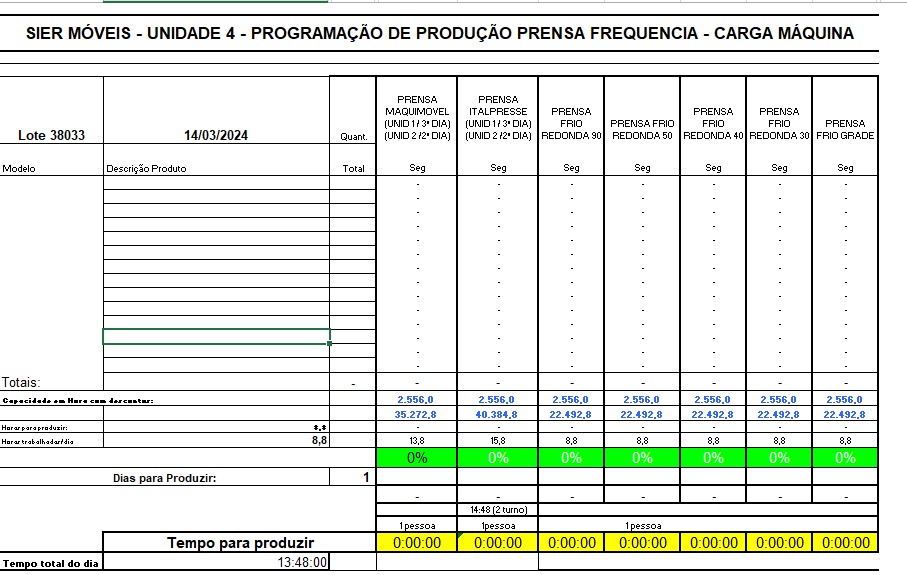 SIER MÓVEIS - UNIDADE 4 - PROGRAMAÇÃO DE PRODUÇÃO PRENSA FREQUENCIA - CARGA MÁQUINA
Lote 38033 14/03/2024 Quant. PRENSA MAQUIMOVEL (UNID 1 / 3ª DIA) (UNID 2 /2ª DIA) PRENSA ITALPRESSE (UNID 1 / 3ª DIA) (UNID 2 /2ª DIA) PRENSA FRIO REDONDA 90 PRENSA FRIO REDONDA 50 PRENSA FRIO REDONDA 40 PRENSA FRIO REDONDA 30 PRENSA FRIO GRADE
Modelo Descrição Produto Total Seg Seg Seg Seg Seg Seg Seg
- - - - - - -
- - - - - - -
- - - - - - -
- - - - - - -
- - - - - - -
- - - - - - -
- - - - - - -
- - - - - - -
- - - - - - -
- - - - - - -
- - - - - - -
- - - - - - -
- - - - - - -
- - - - - - -
Totais: - - - - - - - -
Capacidade em Hora com descontar: 2.556,0 2.556,0 2.556,0 2.556,0 2.556,0 2.556,0 2.556,0
35.272,8 40.384,8 22.492,8 22.492,8 22.492,8 22.492,8 22.492,8
Horar para produzir: 8,8 - - - - - - -
Horar trabalhadar/dia 8,8 13,8 15,8 8,8 8,8 8,8 8,8 8,8
0% 0% 0% 0% 0% 0% 0%
Dias para Produzir: 1
- - - - - - -
14:48 (2 turno)
1 pessoa 1pessoa 1 pessoa
Tempo para produzir 0:00:00 0:00:00 0:00:00 0:00:00 0:00:00 0:00:00 0:00:00
Tempo total do dia 13:48:00